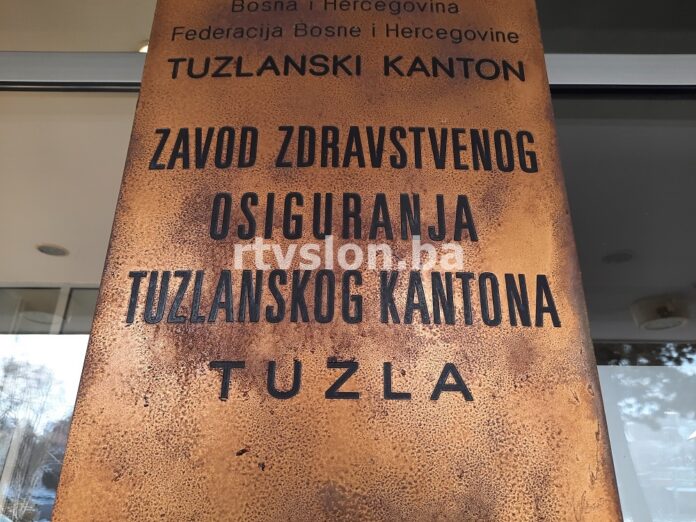 Bosna i Hercegovina
Federacija Bosne i Hercegovine
TUZLANSKI KANTON
ZAVOD ZDRAVSTVENOG
OSIGURANJA
rtvslon.ba
TUZLANSKOG KANTONA
TUZLA